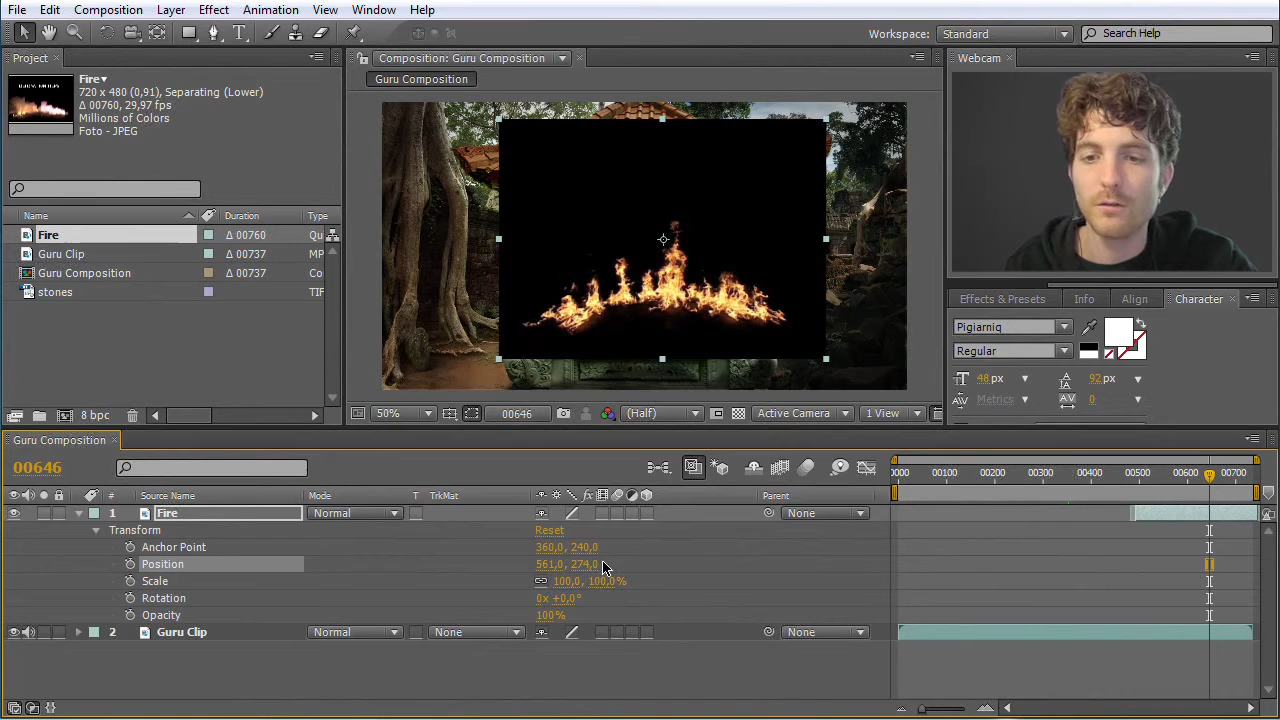 File Edit Composition Layer Effect Animation View Window Help
Workspace: Standard Search Help
Project
Composition: Guru Composition
Webcam
Guru Composition
Fire▾
720 x 480 (0,91), Separating (Lower)
Δ 00760, 29,97 fps
Millions of Colors
Foto - JPEG
Name Duration Type
Fire Δ 00760 Qu
Guru Clip Δ 00737 MP
Guru Composition Δ 00737 Co
stones TIF
8 bpc
50% 00646 (Half) Active Camera 1 View
Effects & Presets Info Align Character
Pigiarniq
Regular
48 px 92 px
Metrics 0
Guru Composition
00646
0000 00100 00200 00300 00400 00500 00600 00700
# Source Name Mode T TrkMat fx Parent
1 Fire Normal None
Transform Reset
Anchor Point 360,0, 240,0
Position 561,0, 274,0
Scale 100,0, 100,0%
Rotation 0x +0,0°
Opacity 100%
2 Guru Clip Normal None None